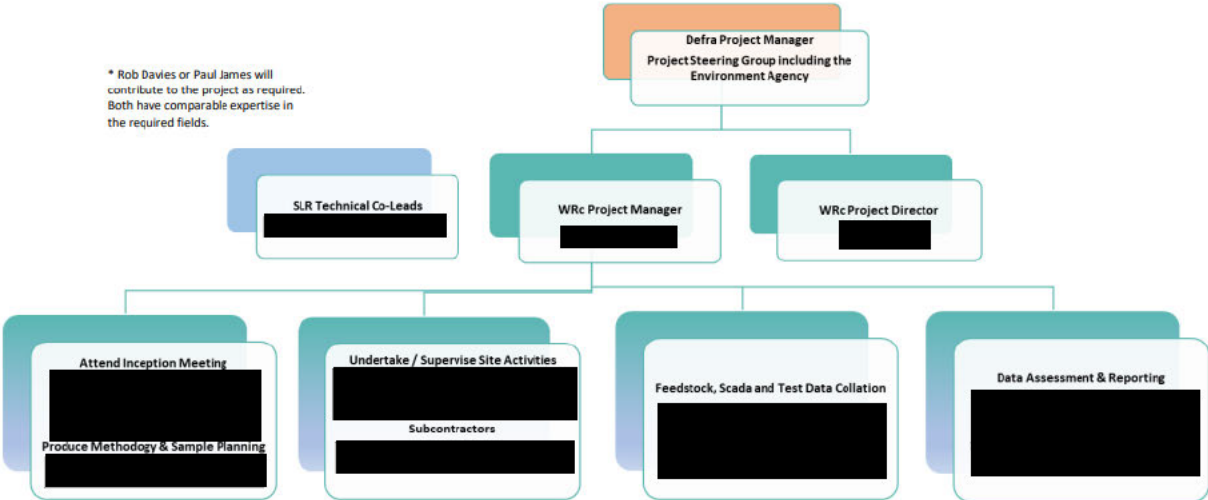 Defra Project Manager
Project Steering Group including the
Environment Agency
* Rob Davies or Paul James will
contribute to the project as required.
Both have comparable expertise in
the required fields.
SLR Technical Co-Leads
WRc Project Manager
WRc Project Director
Attend Inception Meeting
Produce Methodogy & Sample Planning
Undertake / Supervise Site Activities
Subcontractors
Feedstock, Scada and Test Data Collation
Data Assessment & Reporting